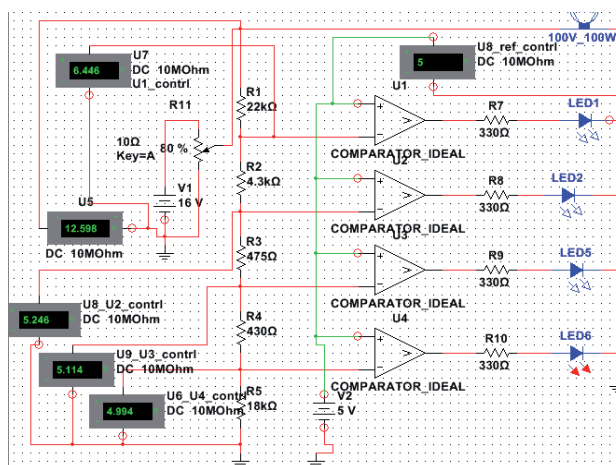 U7
DC 10MOhm
U1_contrl
6.446
R11
10Ω
Key=A
80 %
R1
22kΩ
U8_ref_contrl
DC 10MOhm
5
100V_100W
U1
COMPARATOR_IDEAL
R7
330Ω
LED1
R2
4.3kΩ
V1
16 V
U5
12.598
DC 10MOhm
U2
COMPARATOR_IDEAL
R8
330Ω
LED2
R3
475Ω
U3
COMPARATOR_IDEAL
R9
330Ω
LED5
U8_U2_contrl
DC 10MOhm
5.246
R4
430Ω
U4
COMPARATOR_IDEAL
R10
330Ω
LED6
U9_U3_contrl
DC 10MOhm
5.114
U6_U4_contrl
DC 10MOhm
4.994
R5
18kΩ
V2
5 V